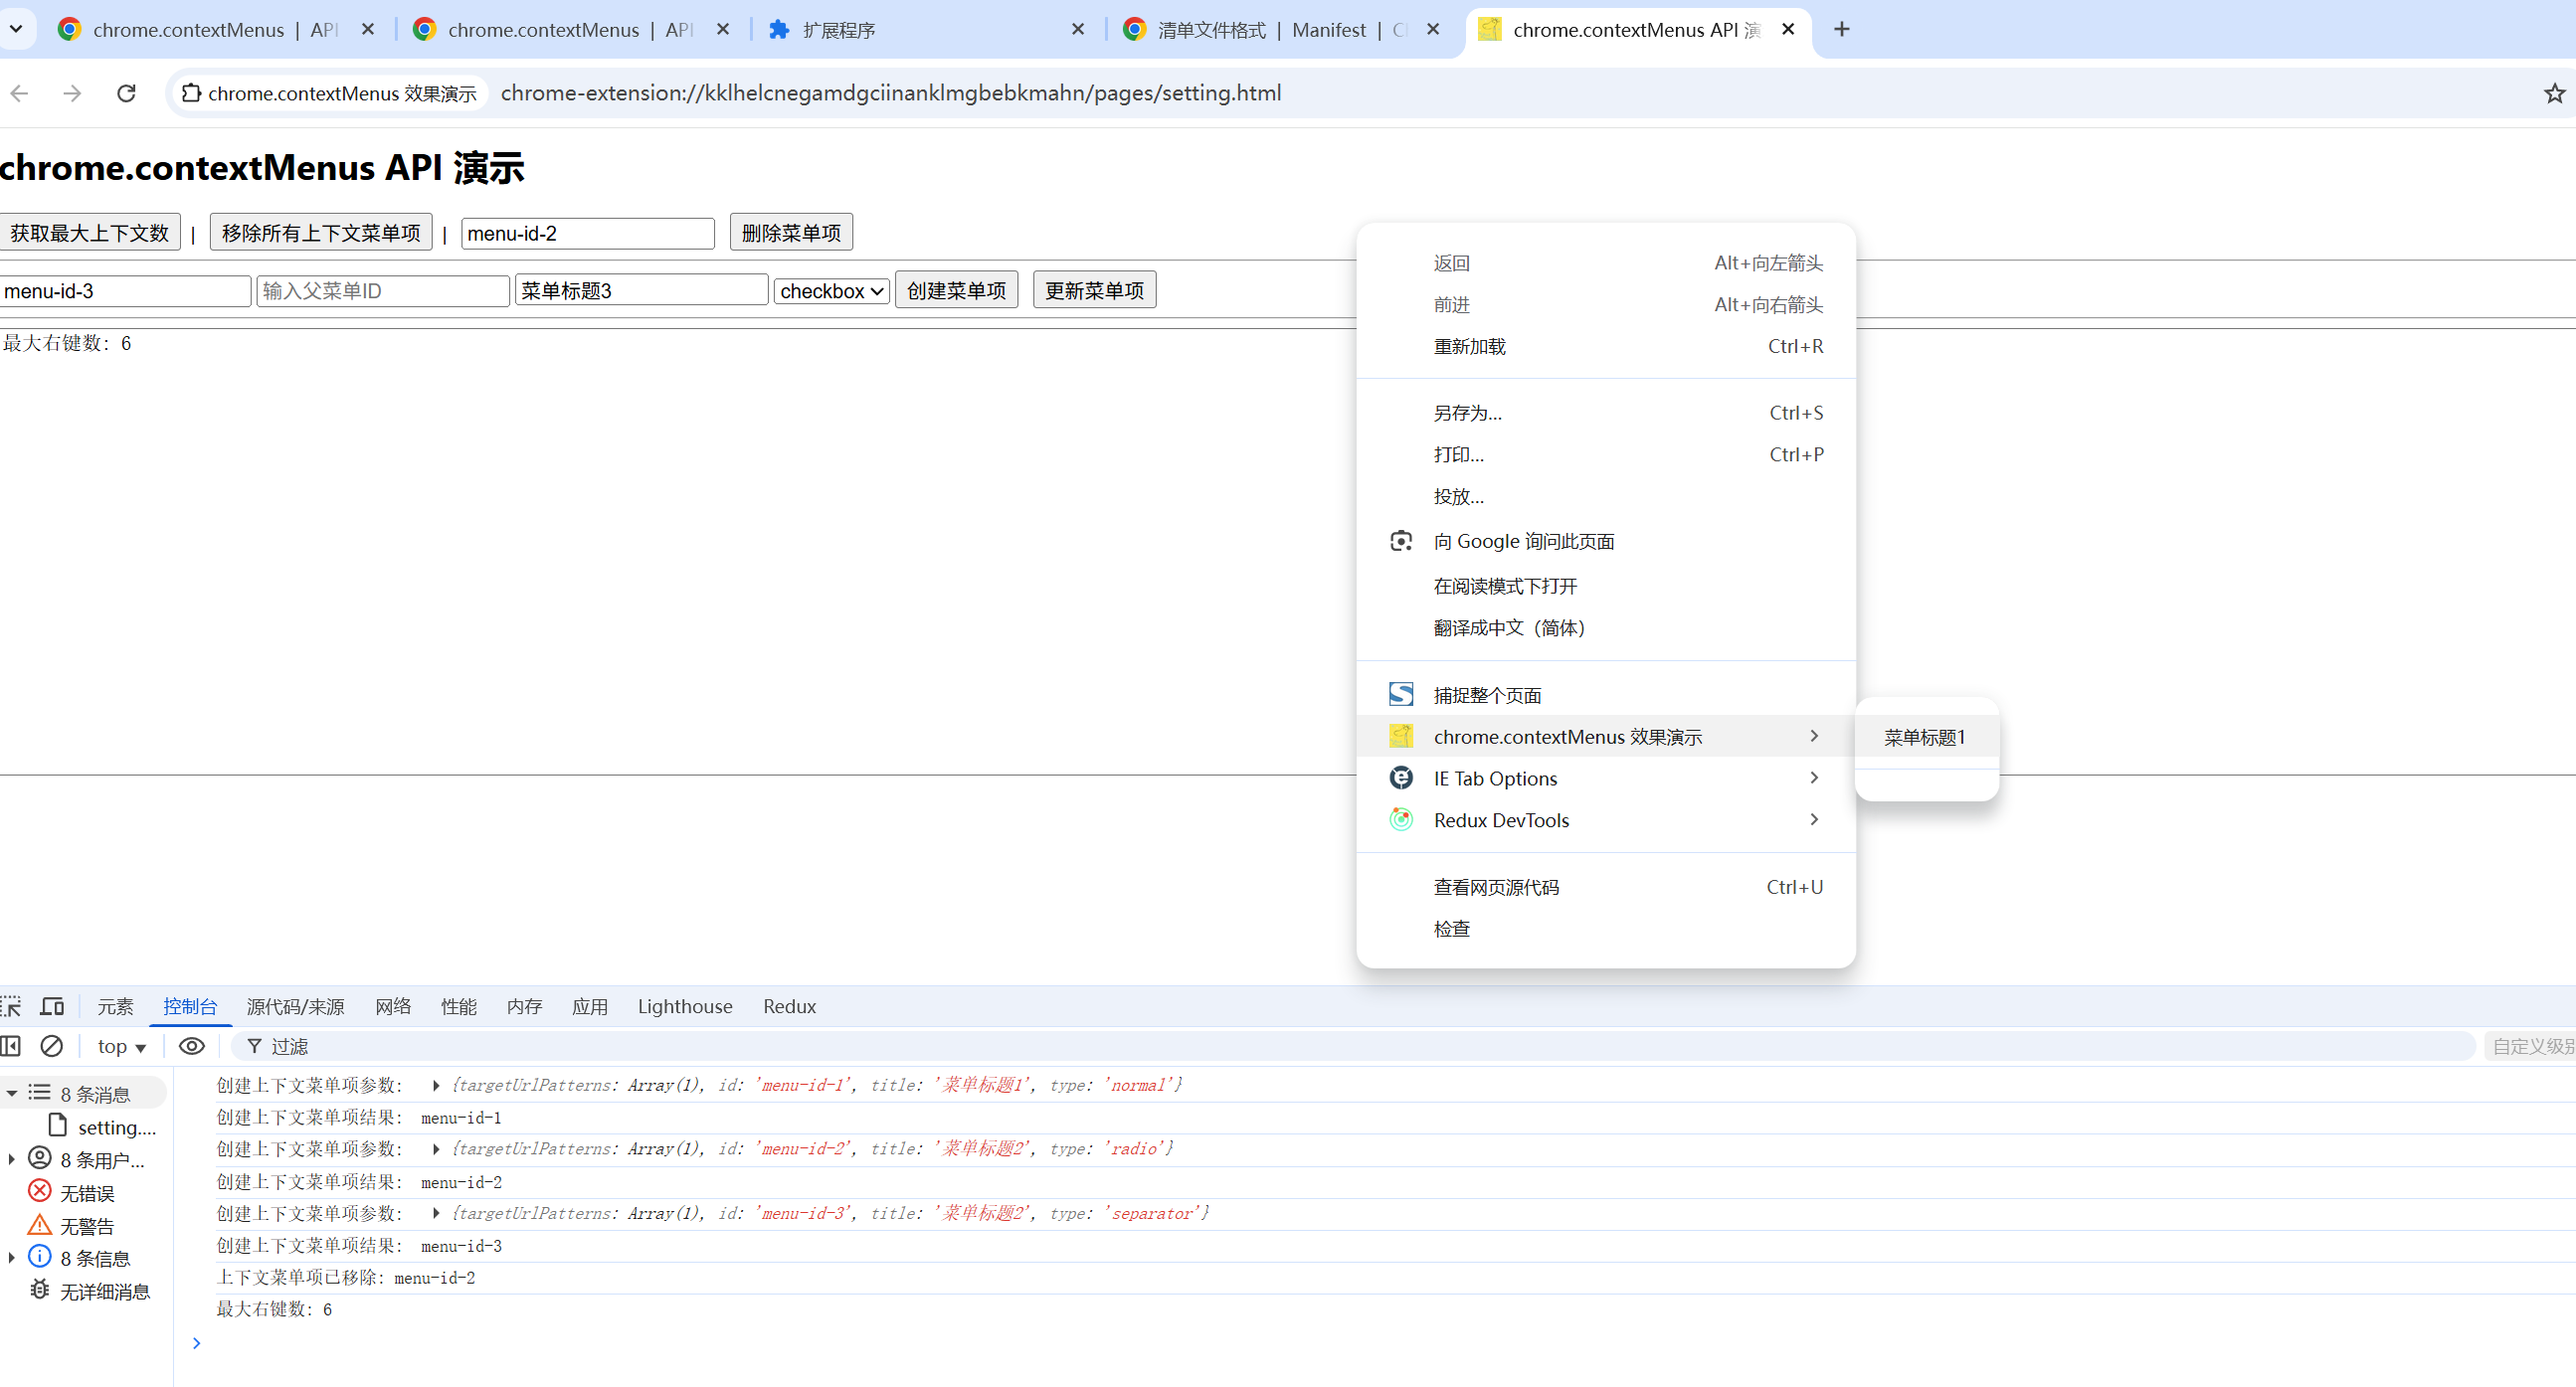 chrome.contextMenus | API
chrome.contextMenus | API
扩展程序
清单文件格式 | Manifest | C
chrome.contextMenus API 演
chrome.contextMenus 效果演示
chrome-extension://kklhelcnegamdgciinanklmgbebkmahn/pages/setting.html
chrome.contextMenus API 演示
获取最大上下文数 | 移除所有上下文菜单项 | menu-id-2 删除菜单项
menu-id-3 输入父菜单ID 菜单标题3 checkbox 创建菜单项 更新菜单项
最大右键数: 6
返回 Alt+向左箭头
前进 Alt+向右箭头
重新加载 Ctrl+R
另存为... Ctrl+S
打印... Ctrl+P
投放...
向 Google 询问此页面
在阅读模式下打开
翻译成中文（简体）
捕捉整个页面
chrome.contextMenus 效果演示
菜单标题1
IE Tab Options
Redux DevTools
查看网页源代码 Ctrl+U
检查
元素 控制台 源代码/来源 网络 性能 内存 应用 Lighthouse Redux
top 过滤 自定义级别
8 条消息
setting....
8 条用户...
无错误
无警告
8 条信息
无详细消息
创建上下文菜单项参数: {targetUrlPatterns: Array(1), id: 'menu-id-1', title: '菜单标题1', type: 'normal'}
创建上下文菜单项结果: menu-id-1
创建上下文菜单项参数: {targetUrlPatterns: Array(1), id: 'menu-id-2', title: '菜单标题2', type: 'radio'}
创建上下文菜单项结果: menu-id-2
创建上下文菜单项参数: {targetUrlPatterns: Array(1), id: 'menu-id-3', title: '菜单标题2', type: 'separator'}
创建上下文菜单项结果: menu-id-3
上下文菜单项已移除: menu-id-2
最大右键数: 6